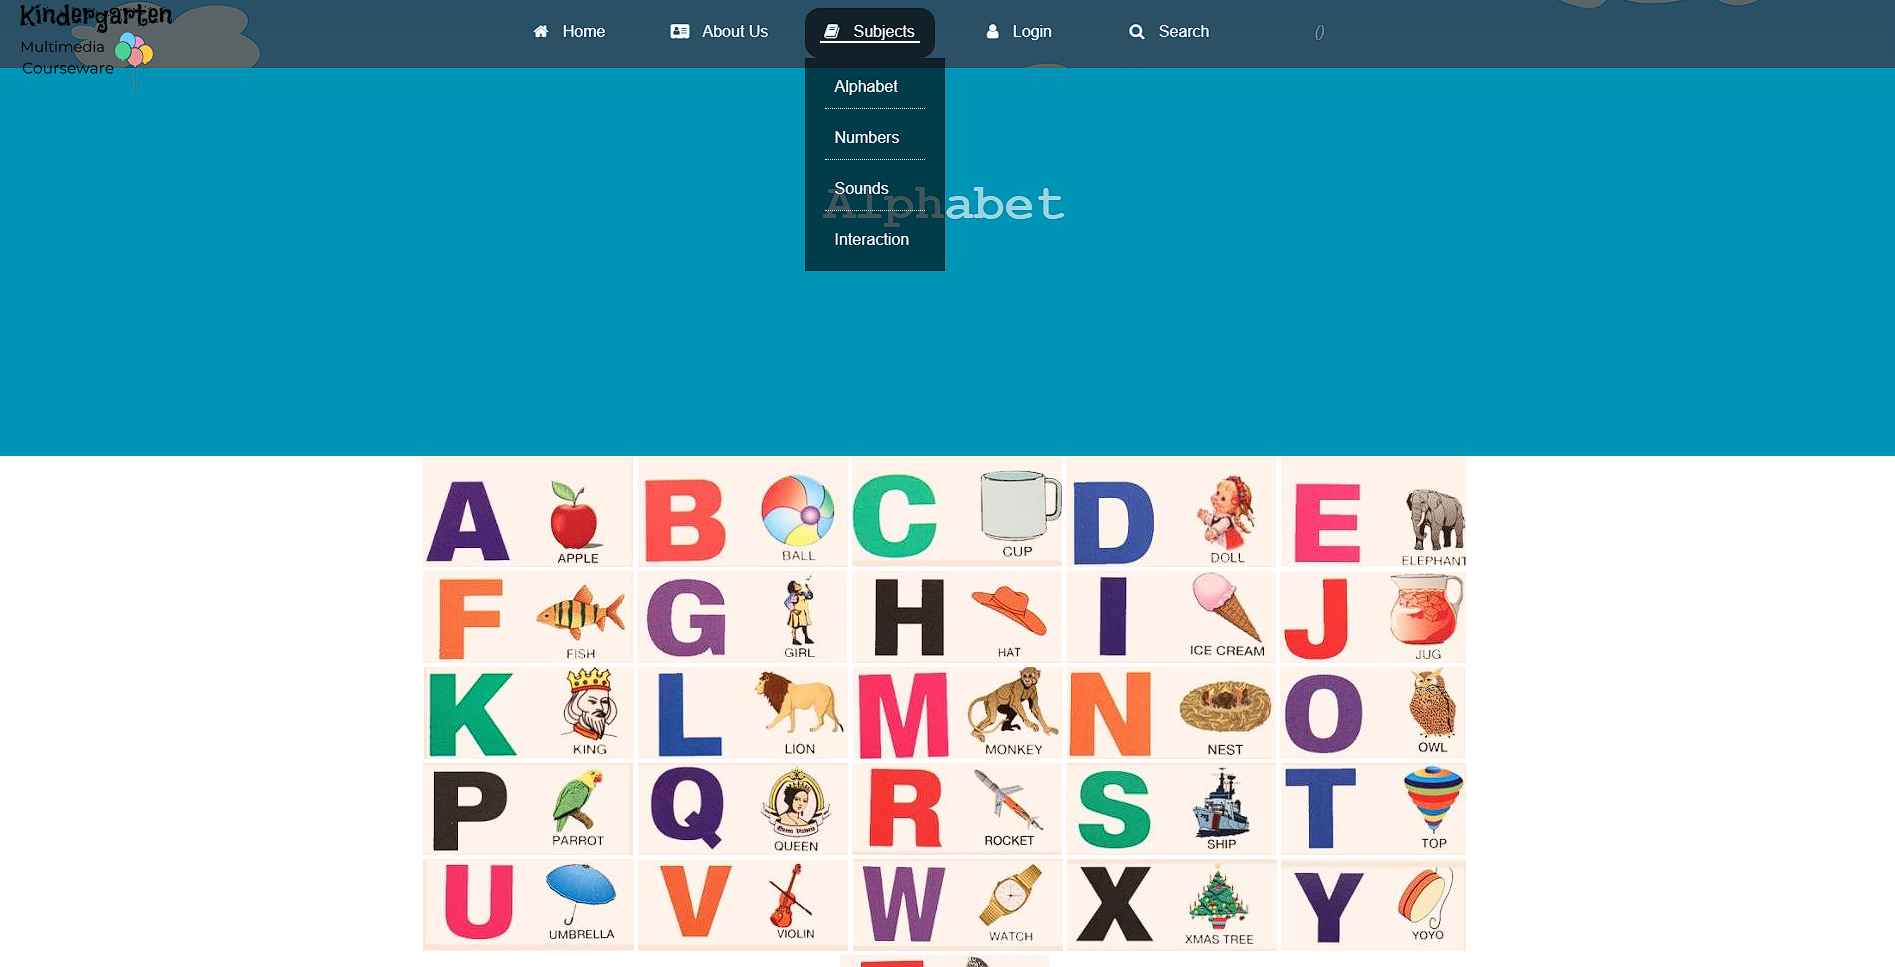 Kindergarten
Multimedia
Courseware
Home
About Us
Subjects
Login
Search
()
Alphabet
Numbers
Sounds
Interaction
Alphabet
A
APPLE
B
BALL
C
CUP
D
DOLL
E
ELEPHANT
F
FISH
G
GIRL
H
HAT
I
ICE CREAM
J
JUG
K
KING
L
LION
M
MONKEY
N
NEST
O
OWL
P
PARROT
Q
QUEEN
R
ROCKET
S
SHIP
T
TOP
U
UMBRELLA
V
VIOLIN
W
WATCH
X
XMAS TREE
Y
YOYO